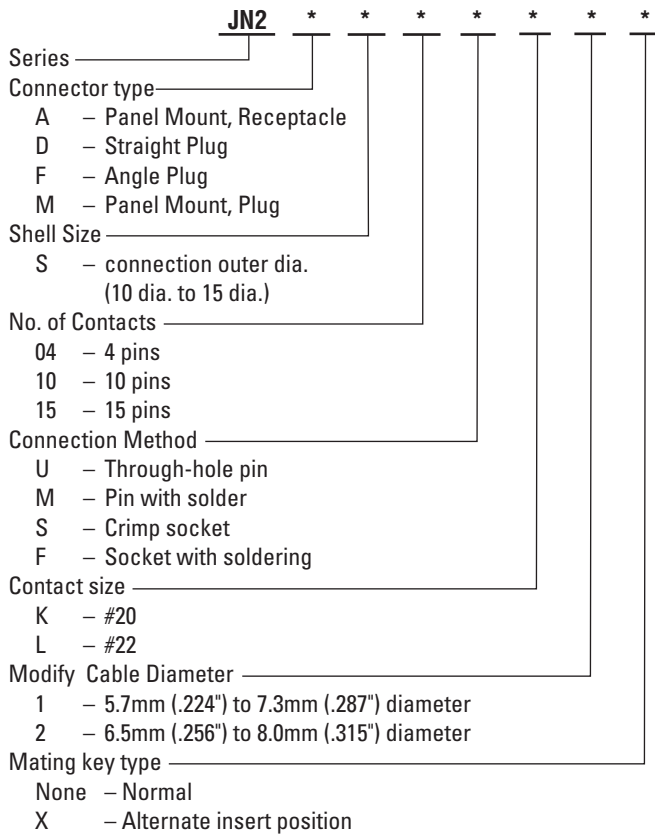 JN2 * * * * * * *
Series
Connector type
A – Panel Mount, Receptacle
D – Straight Plug
F – Angle Plug
M – Panel Mount, Plug
Shell Size
S – connection outer dia.
(10 dia. to 15 dia.)
No. of Contacts
04 – 4 pins
10 – 10 pins
15 – 15 pins
Connection Method
U – Through-hole pin
M – Pin with solder
S – Crimp socket
F – Socket with soldering
Contact size
K – #20
L – #22
Modify Cable Diameter
1 – 5.7mm (.224") to 7.3mm (.287") diameter
2 – 6.5mm (.256") to 8.0mm (.315") diameter
Mating key type
None – Normal
X – Alternate insert position